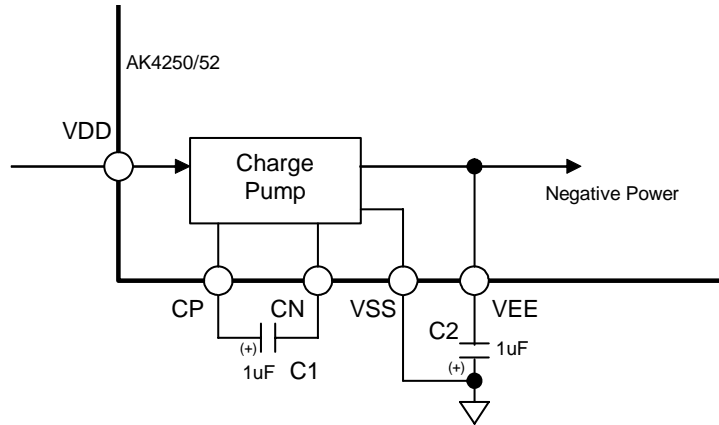 AK4250/52
VDD
Charge
Pump
Negative Power
CP
CN
VSS
VEE
(+)
1uF
C1
C2
1uF
(+)